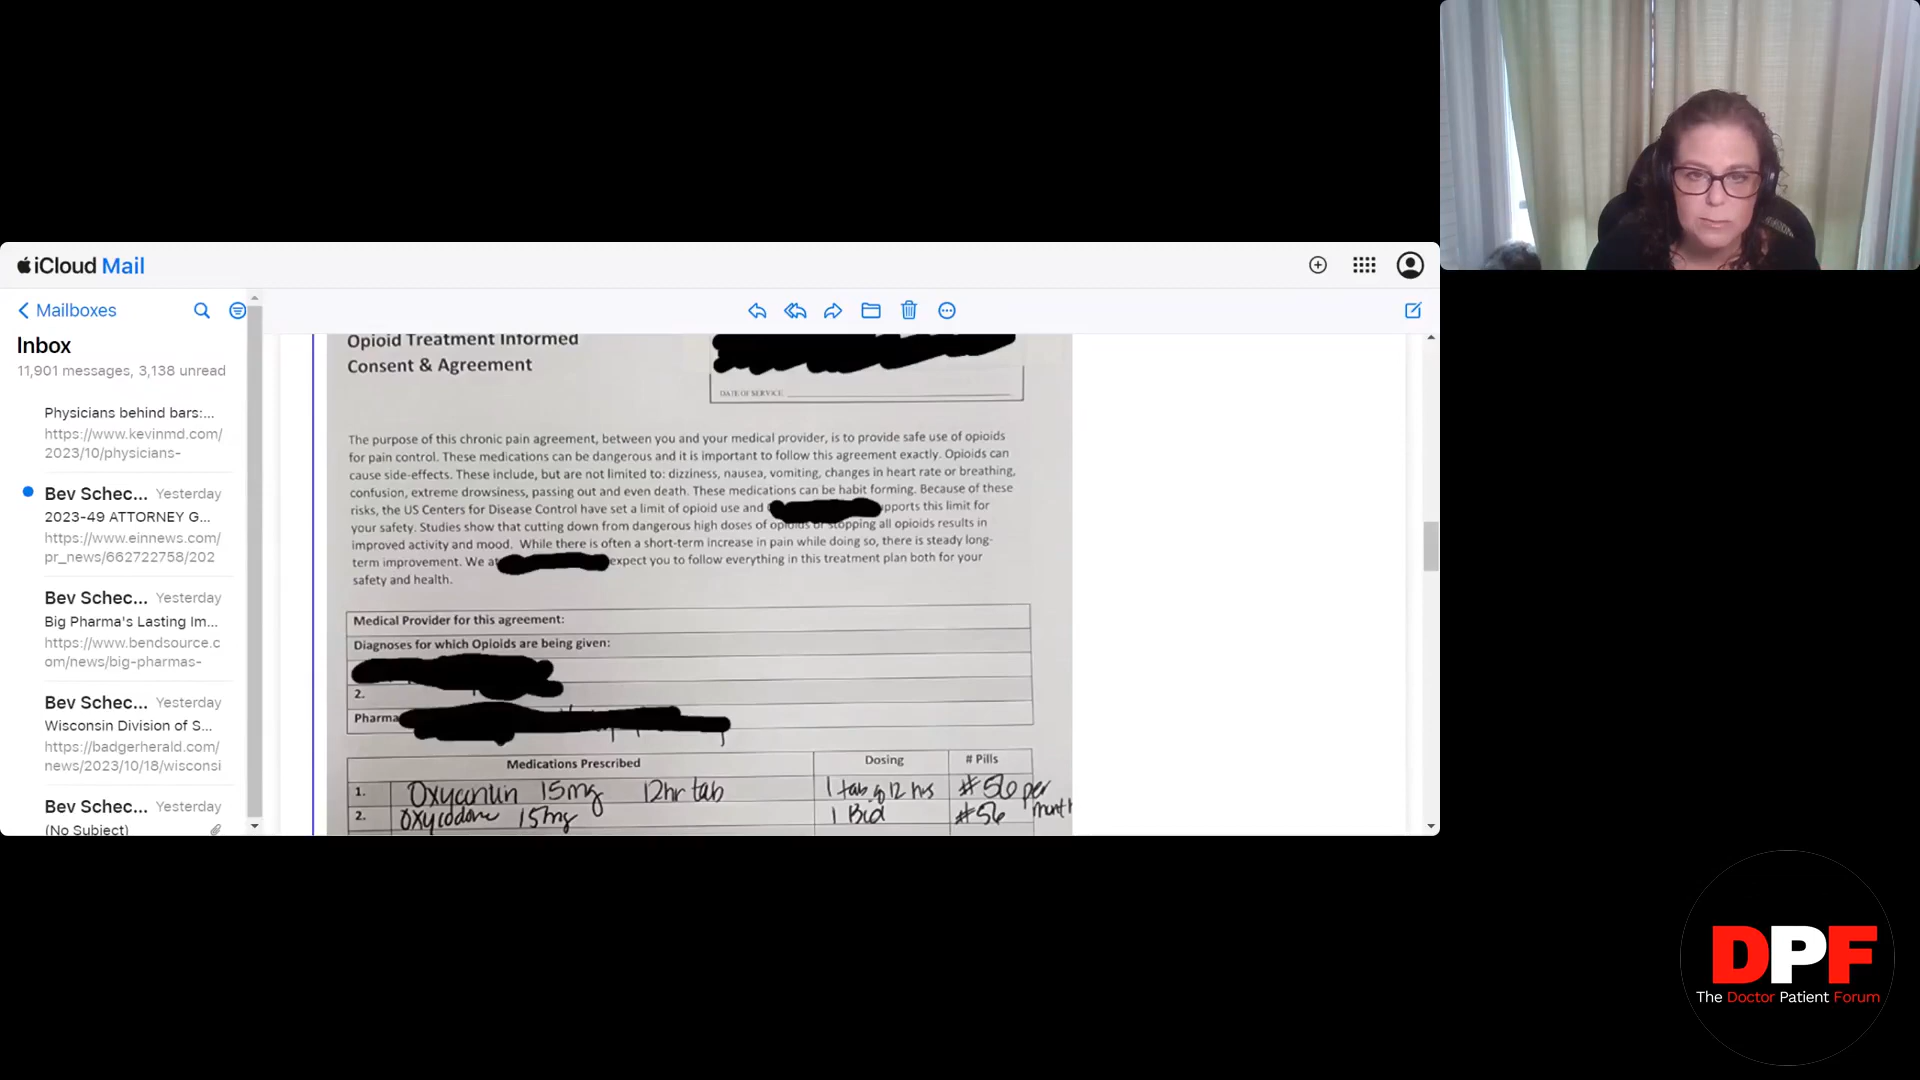 iCloud Mail
Mailboxes
Inbox
11,901 messages, 3,138 unread
Physicians behind bars:...
https://www.kevinmd.com/
2023/10/physicians-
Bev Schec... Yesterday
2023-49 ATTORNEY G...
https://www.einnews.com/
pr_news/662722758/202
Bev Schec... Yesterday
Big Pharma's Lasting Im...
https://www.bendsource.c
om/news/big-pharmas-
Bev Schec... Yesterday
Wisconsin Division of S...
https://badgerherald.com/
news/2023/10/18/wisconsi
Bev Schec... Yesterday
(No Subject)
Opioid Treatment Informed
Consent & Agreement
DATE OF SERVICE
The purpose of this chronic pain agreement, between you and your medical provider, is to provide safe use of opioids
for pain control. These medications can be dangerous and it is important to follow this agreement exactly. Opioids can
cause side-effects. These include, but are not limited to: dizziness, nausea, vomiting, changes in heart rate or breathing,
confusion, extreme drowsiness, passing out and even death. These medications can be habit forming. Because of these
risks, the US Centers for Disease Control have set a limit of opioid use and upports this limit for
your safety. Studies show that cutting down from dangerous high doses of opioids or stopping all opioids results in
improved activity and mood. While there is often a short-term increase in pain while doing so, there is steady long-
term improvement. We at expect you to follow everything in this treatment plan both for your
safety and health.
Medical Provider for this agreement:
Diagnoses for which Opioids are being given:
2.
Pharma
Medications Prescribed Dosing # Pills
1. 15mg 12hr tab 1 tab q 12 hrs #56 per
2. Oxycodone 15mg 1 Bid #56 month
DPF
The Doctor Patient Forum